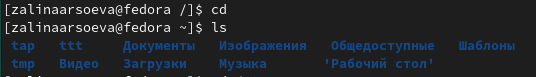 [zalinaarsoeva@fedora /]$ cd
[zalinaarsoeva@fedora ~]$ ls
tap ttt Документы Изображения Общедоступные Шаблоны
tmp Видео Загрузки Музыка 'Рабочий стол'